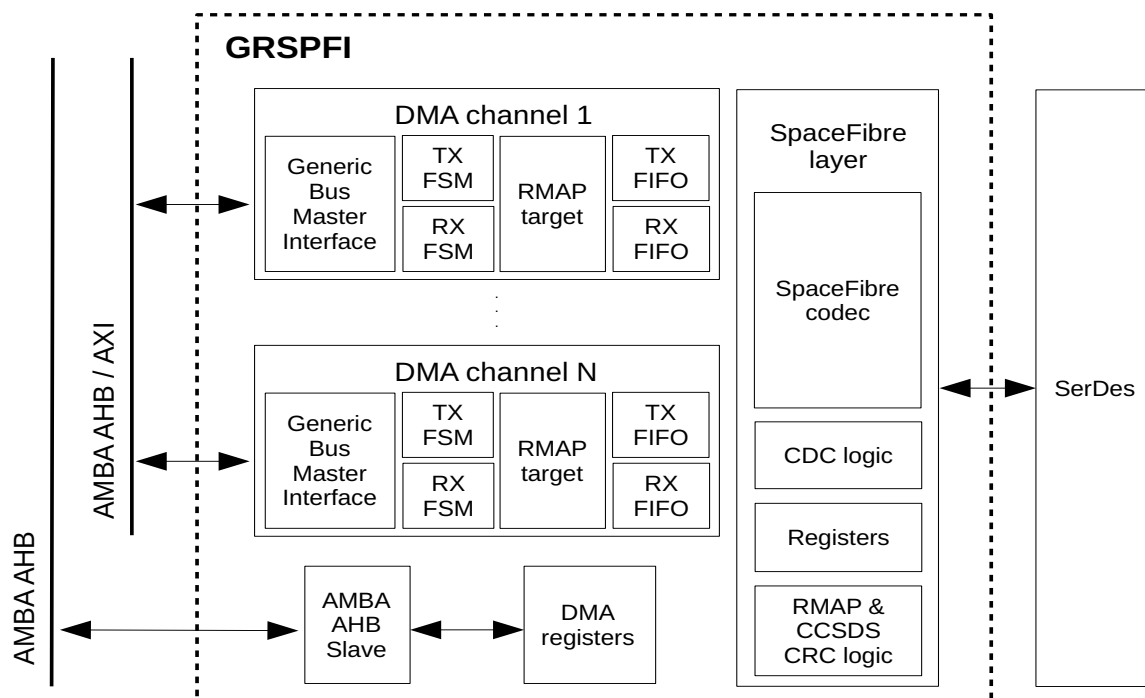 GRSPFI
DMA channel 1
Generic
Bus
Master
Interface
TX
FSM
RX
FSM
RMAP
target
TX
FIFO
RX
FIFO
.
.
.
DMA channel N
Generic
Bus
Master
Interface
TX
FSM
RX
FSM
RMAP
target
TX
FIFO
RX
FIFO
AMBA
AHB
Slave
DMA
registers
SpaceFibre
layer
SpaceFibre
codec
CDC logic
Registers
RMAP &
CCSDS
CRC logic
SerDes
AMBA AHB / AXI
AMBA AHB